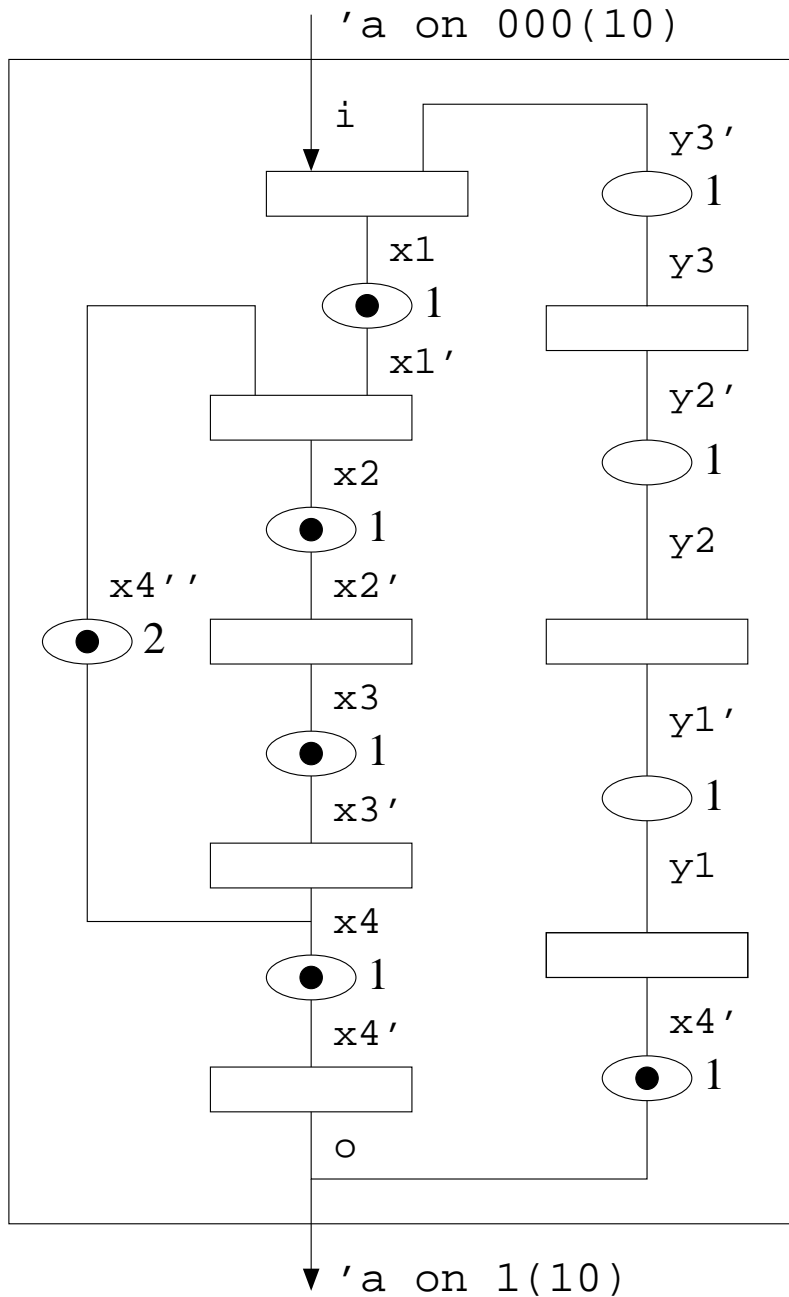 'a on 000(10)
i
y3'
1
x1
y3
1
x1'
y2'
1
x2
1
y2
x2'
x4''
2
x3
y1'
1
1
x3'
y1
x4
1
x4'
x4'
1
o
'a on 1(10)